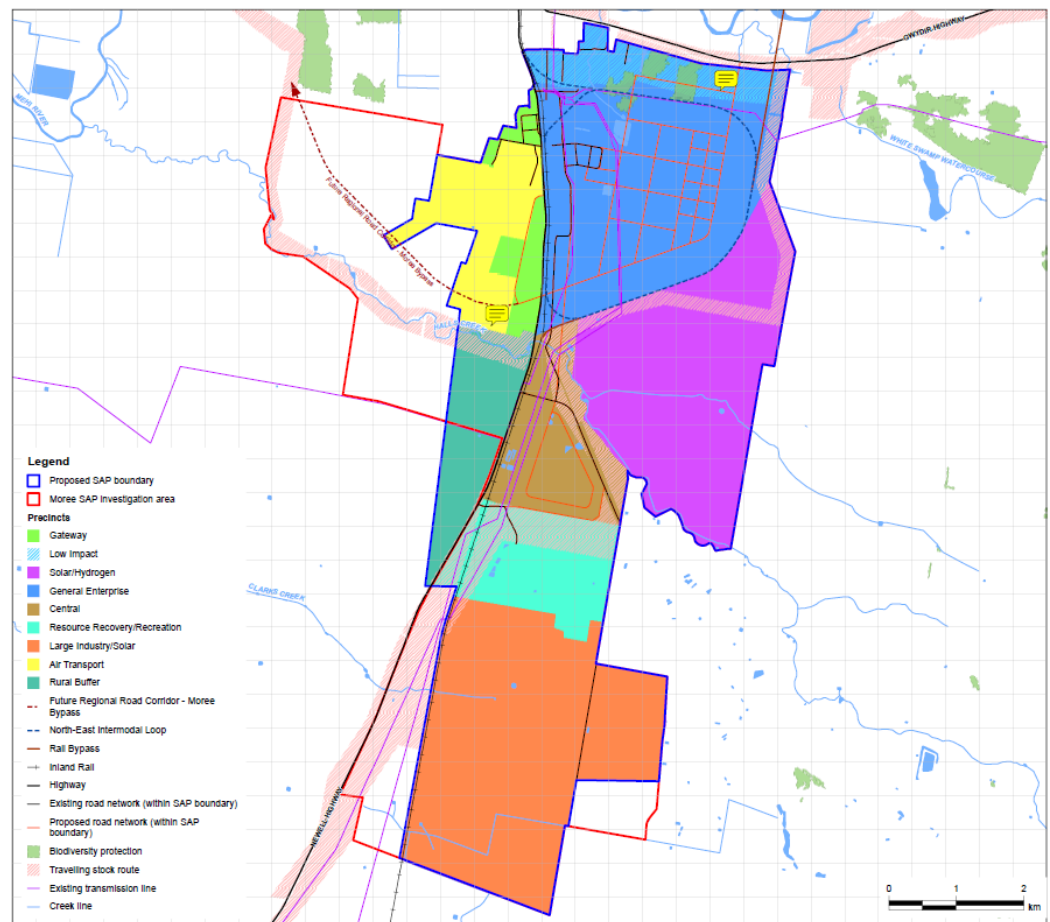 GWYDIR HIGHWAY
MEHI RIVER
WHITE SWAMP WATERCOURSE
Future Regional Road Corridor - Moree Bypass
HALLS CREEK
CLARKS CREEK
NEWELL HIGHWAY
Legend
Proposed SAP boundary
Moree SAP Investigation area
Precincts
Gateway
Low Impact
Solar/Hydrogen
General Enterprise
Central
Resource Recovery/Recreation
Large Industry/Solar
Air Transport
Rural Buffer
Future Regional Road Corridor - Moree
Bypass
North-East Intermodal Loop
Rail Bypass
Inland Rail
Highway
Existing road network (within SAP boundary)
Proposed road network (within SAP
boundary)
Biodiversity protection
Travelling stock route
Existing transmission line
Creek line
0 1 2
km